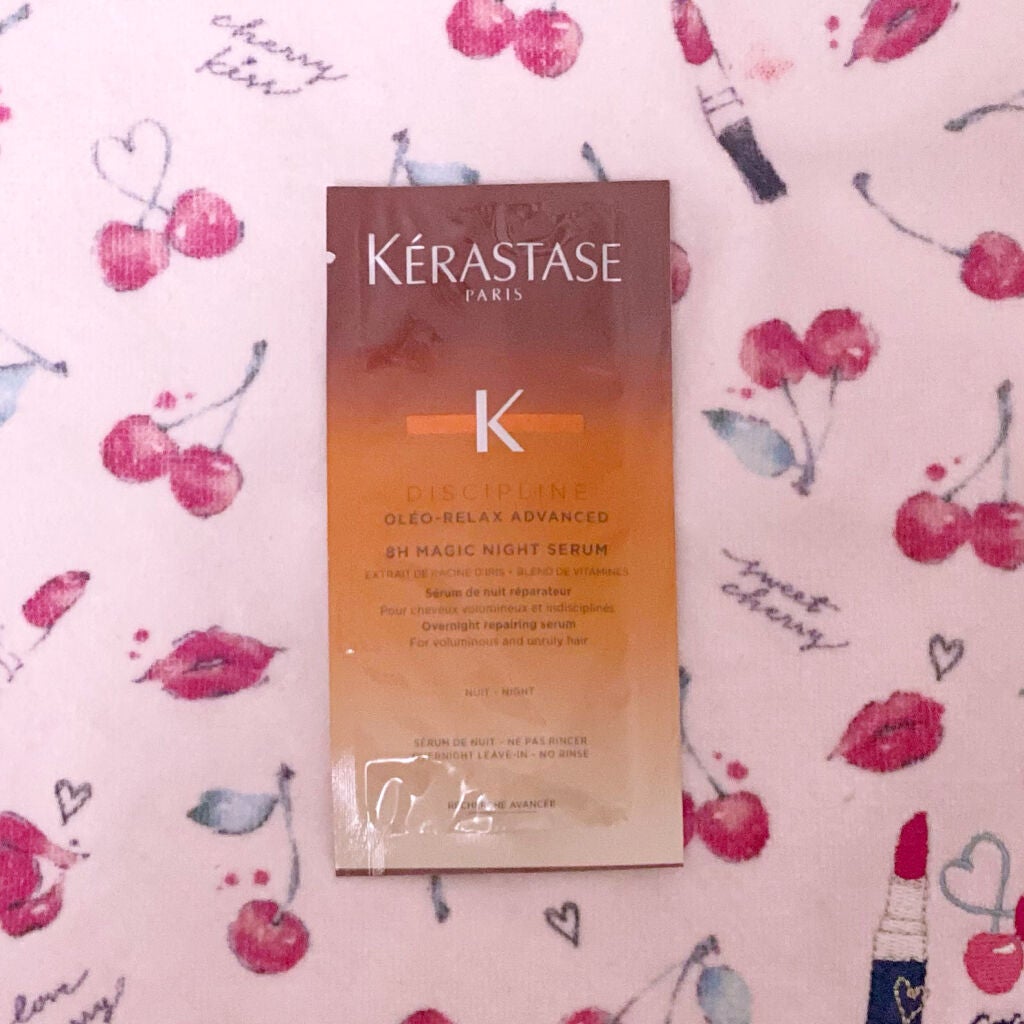 cherry
kiss
KÉRASTASE
PARIS
K
DISCIPLINE
OLÉO-RELAX ADVANCED
8H MAGIC NIGHT SERUM
EXTRAIT DE RACINE D'IRIS • BLEND DE VITAMINES
Sérum de nuit réparateur
Pour cheveux volumineux et indisciplinés
Overnight repairing serum
For voluminous and unruly hair
sweet
cherry
NUIT - NIGHT
SÉRUM DE NUIT - NE PAS RINCER
OVERNIGHT LEAVE-IN - NO RINSE
RECHERCHE AVANCÉE
love